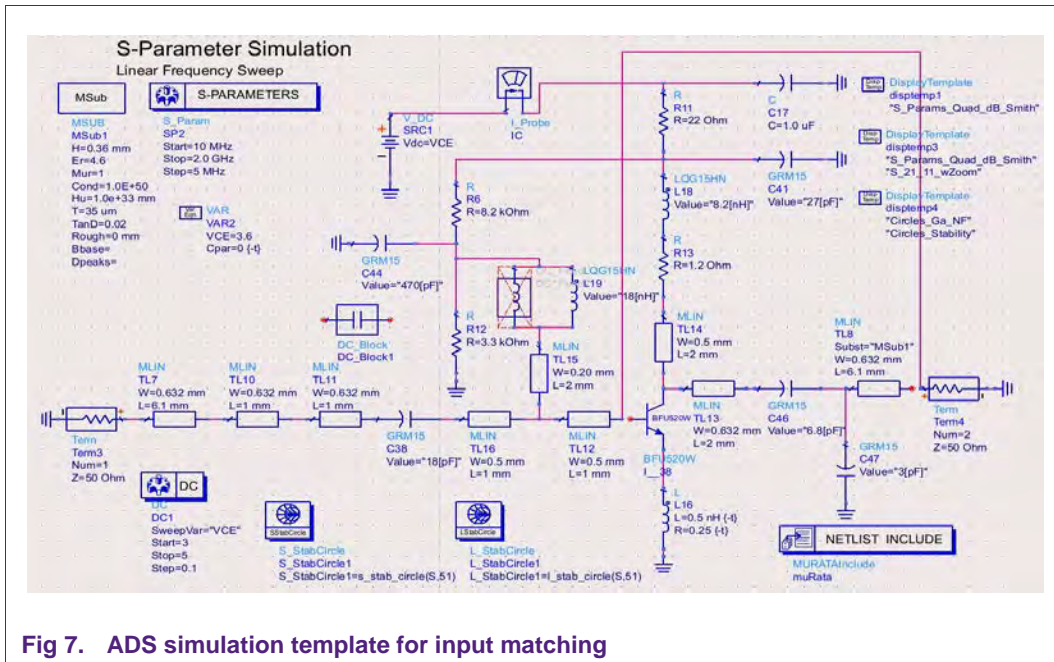 S-Parameter Simulation
Linear Frequency Sweep
MSub
MSUB
MSub1
H=0.36 mm
Er=4.6
Mur=1
Cond=1.0E+50
Hu=1.0e+33 mm
T=35 um
TanD=0.02
Rough=0 mm
Bbase=
Dpeaks=
S-PARAMETERS
S_Param
SP2
Start=10 MHz
Stop=2.0 GHz
Step=5 MHz
Var
Eqn
VAR
VAR2
VCE=3.6
Cpar=0 {-t}
V_DC
SRC1
Vdc=VCE
I_Probe
IC
R
R11
R=22 Ohm
C
C17
C=1.0 uF
Disp
Temp
DisplayTemplate
disptemp1
"S_Params_Quad_dB_Smith"
Disp
Temp
DisplayTemplate
disptemp3
"S_Params_Quad_dB_Smith"
"S_21_11_wZoom"
Disp
Temp
DisplayTemplate
disptemp4
"Circles_Ga_NF"
"Circles_Stability"
R
R6
R=8.2 kOhm
LQG15HN
L18
Value="8.2[nH]"
GRM15
C41
Value="27[pF]"
GRM15
C44
Value="470[pF]"
LQG15HN
L19
Value="18[nH]"
R
R13
R=1.2 Ohm
DC_Block
DC_Block1
R
R12
R=3.3 kOhm
MLIN
TL15
W=0.20 mm
L=2 mm
MLIN
TL14
W=0.5 mm
L=2 mm
MLIN
TL8
Subst="MSub1"
W=0.632 mm
L=6.1 mm
MLIN
TL7
W=0.632 mm
L=6.1 mm
MLIN
TL10
W=0.632 mm
L=1 mm
MLIN
TL11
W=0.632 mm
L=1 mm
Term
Term3
Num=1
Z=50 Ohm
GRM15
C38
Value="18[pF]"
MLIN
TL16
W=0.5 mm
L=1 mm
MLIN
TL12
W=0.5 mm
L=1 mm
BFU520W
BFU520W
I__38
MLIN
TL13
W=0.632 mm
L=2 mm
GRM15
C46
Value="6.8[pF]"
GRM15
C47
Value="3[pF]"
Term
Term4
Num=2
Z=50 Ohm
DC
DC
DC1
SweepVar="VCE"
Start=3
Stop=5
Step=0.1
SStabCircle
S_StabCircle
S_StabCircle1
S_StabCircle1=s_stab_circle(S,51)
LStabCircle
L_StabCircle
L_StabCircle1
L_StabCircle1=l_stab_circle(S,51)
L
L16
L=0.5 nH {-t}
R=0.25 {-t}
NETLIST INCLUDE
MURATAInclude
muRata
Fig 7. ADS simulation template for input matching